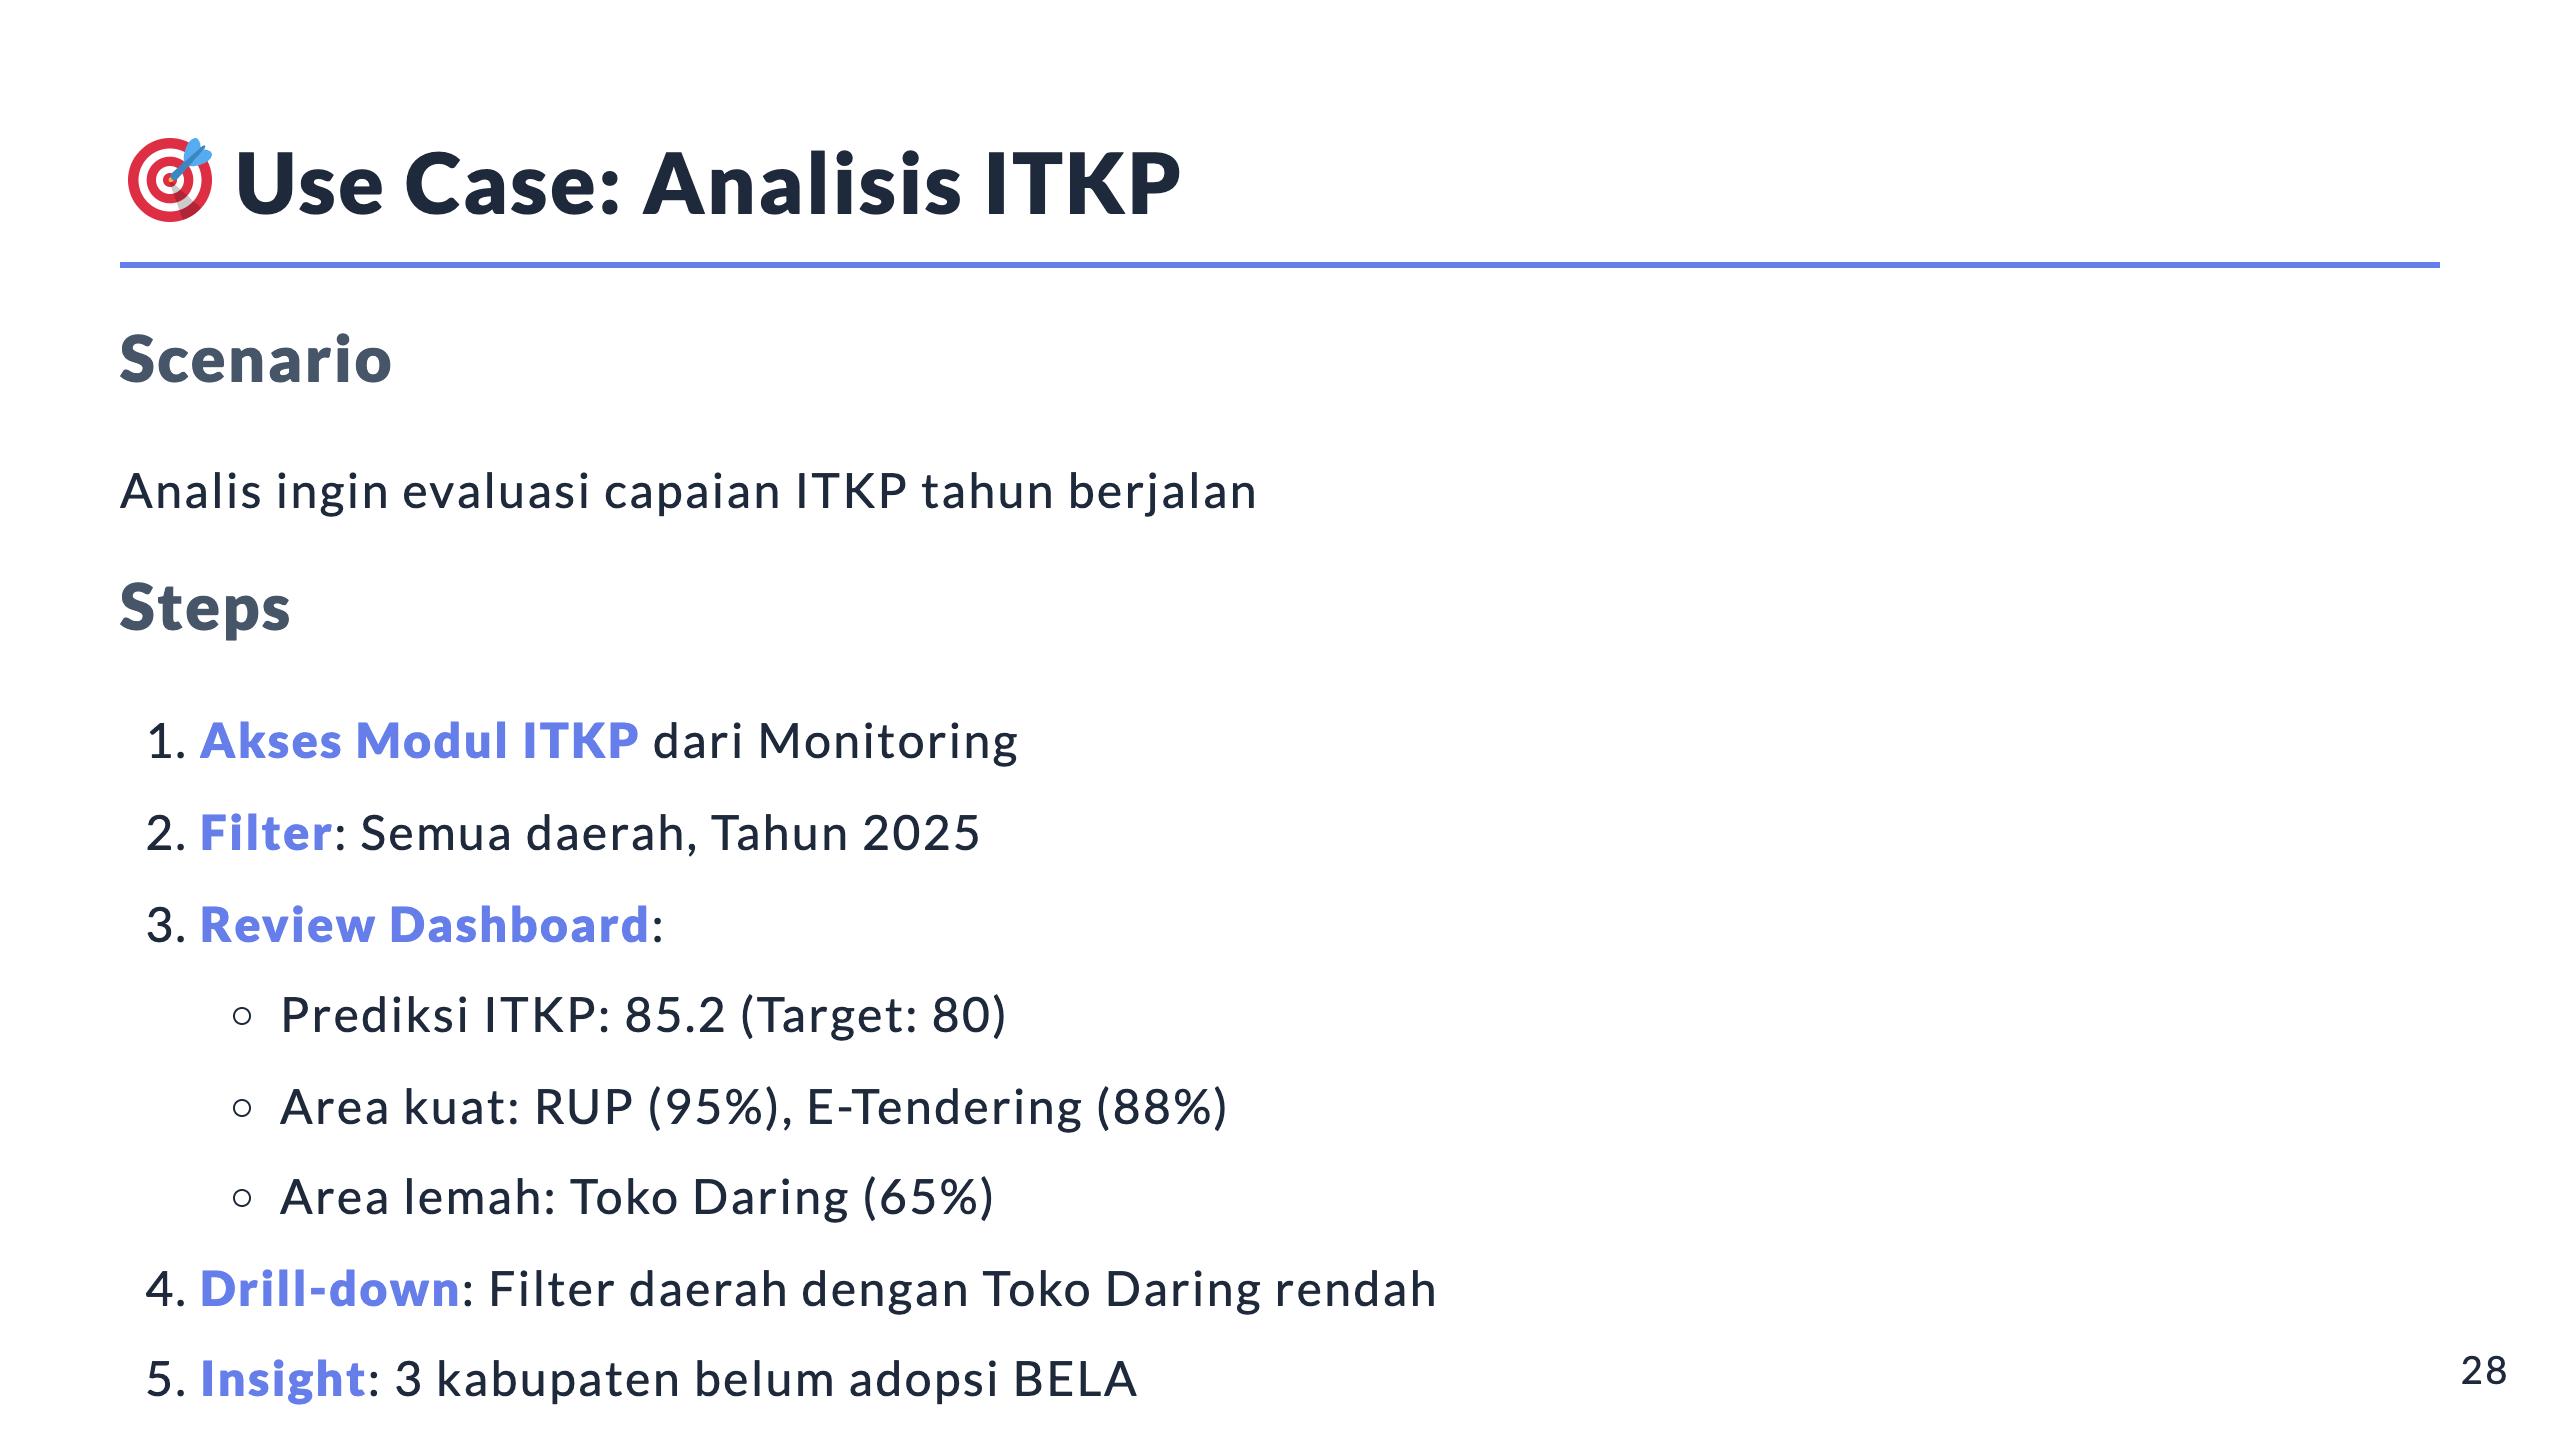 Use Case: Analisis ITKP
Scenario
Analis ingin evaluasi capaian ITKP tahun berjalan
Steps
1. Akses Modul ITKP dari Monitoring
2. Filter: Semua daerah, Tahun 2025
3. Review Dashboard:
○ Prediksi ITKP: 85.2 (Target: 80)
○ Area kuat: RUP (95%), E-Tendering (88%)
○ Area lemah: Toko Daring (65%)
4. Drill-down: Filter daerah dengan Toko Daring rendah
5. Insight: 3 kabupaten belum adopsi BELA
28